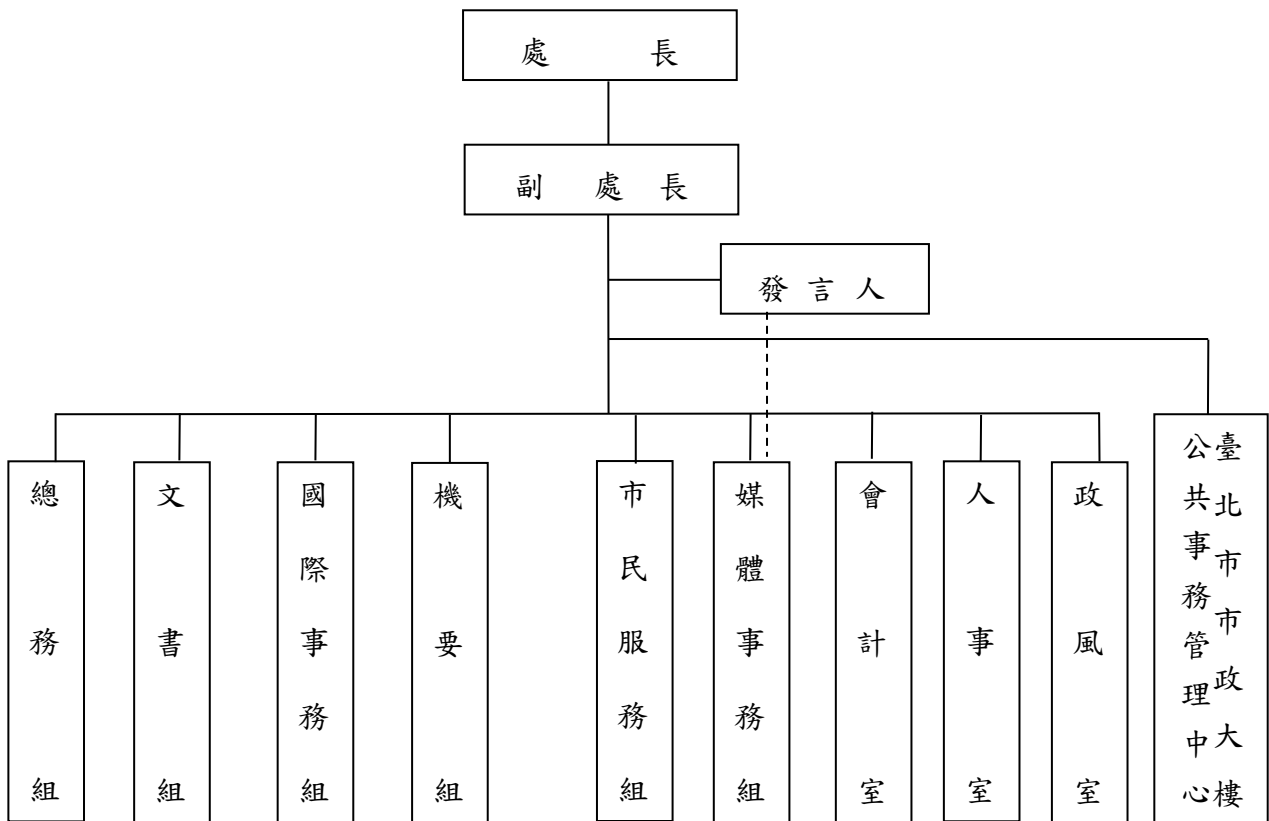 處長
副處長
發言人
總務組
文書組
國際事務組
機要組
市民服務組
媒體事務組
會計室
人事室
政風室
臺北市市政大樓
公共事務管理中心